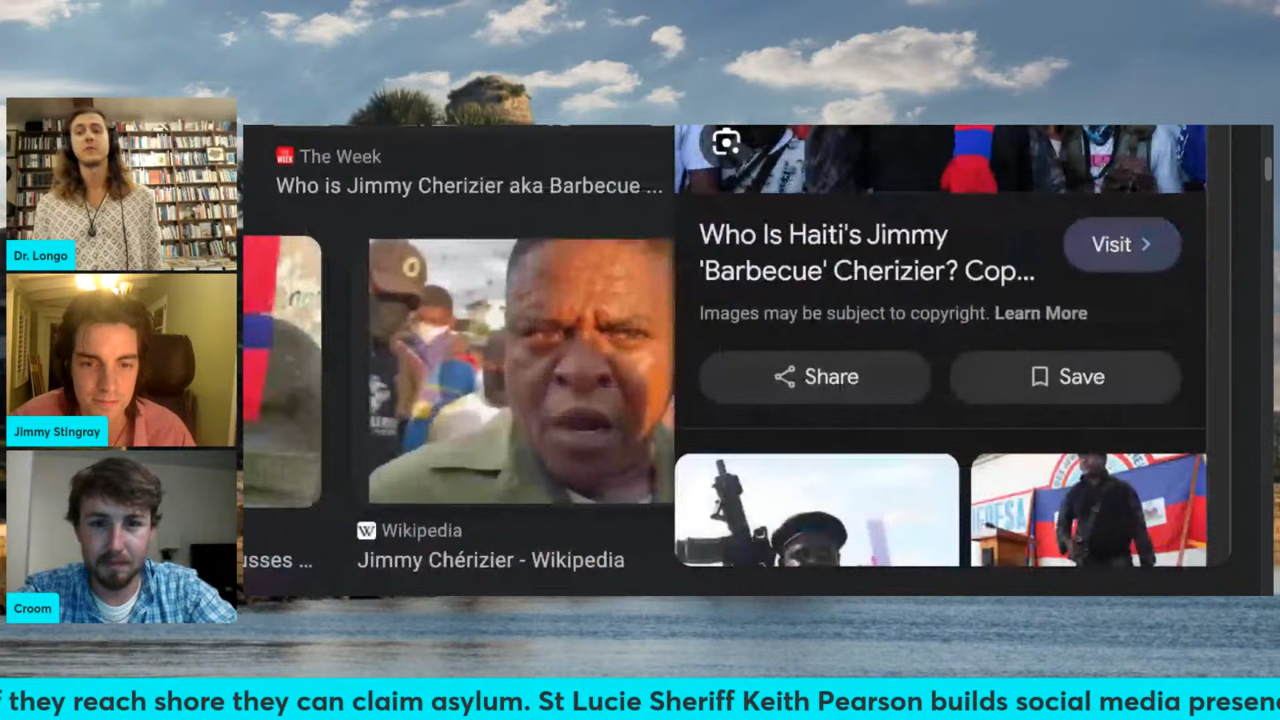 Dr. Longo
Jimmy Stingray
Croom
THE WEEK
The Week
Who is Jimmy Cherizier aka Barbecue ...
W
Wikipedia
usses ...
Jimmy Chérizier - Wikipedia
Who Is Haiti's Jimmy
'Barbecue' Cherizier? Cop...
Visit
Images may be subject to copyright. Learn More
Share
Save
they reach shore they can claim asylum. St Lucie Sheriff Keith Pearson builds social media presen